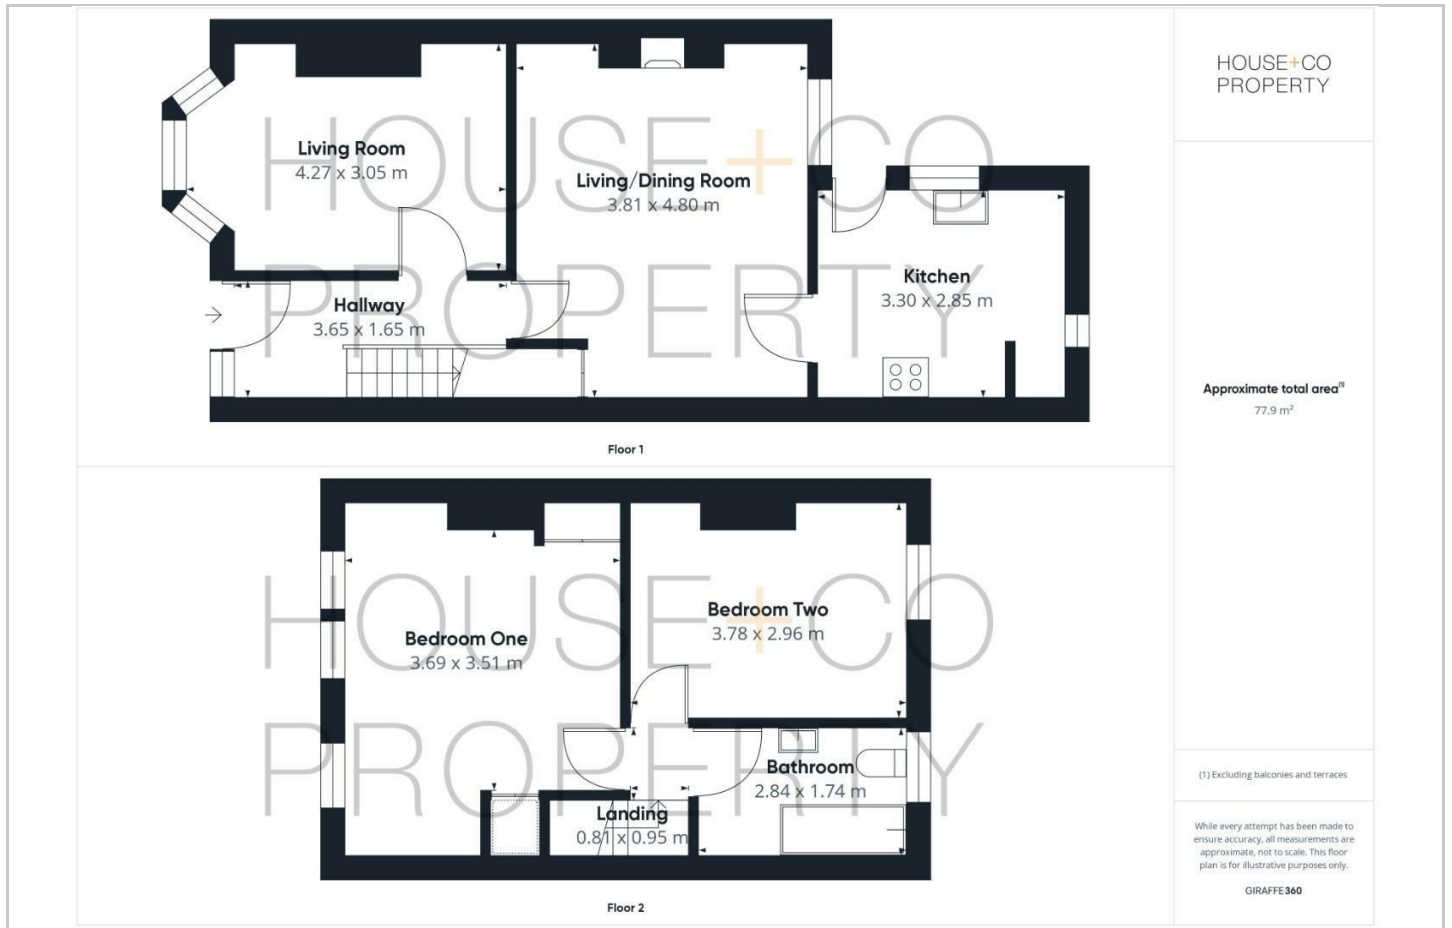 HOUSE+CO
PROPERTY
Living Room
4.27 x 3.05 m
Living/Dining Room
3.81 x 4.80 m
Kitchen
3.30 x 2.85 m
Hallway
3.65 x 1.65 m
Floor 1
HOUSE+CO
PROPERTY
Approximate total area(1)
77.9 m²
HOUSE+CO
PROPERTY
Bedroom One
3.69 x 3.51 m
Bedroom Two
3.78 x 2.96 m
Bathroom
2.84 x 1.74 m
Landing
0.81 x 0.95 m
Floor 2
(1) Excluding balconies and terraces
While every attempt has been made to
ensure accuracy, all measurements are
approximate, not to scale. This floor
plan is for illustrative purposes only.
GIRAFFE360